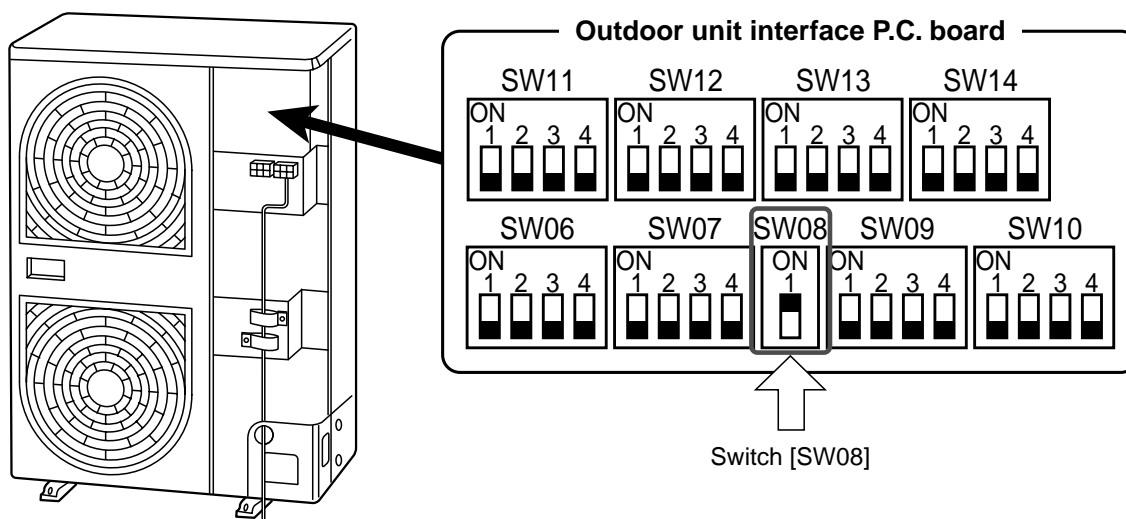 Outdoor unit interface P.C. board
SW11 SW12 SW13 SW14
ON ON ON ON
1 2 3 4 1 2 3 4 1 2 3 4 1 2 3 4
SW06 SW07 SW08 SW09 SW10
ON ON ON ON ON
1 2 3 4 1 2 3 4 1 1 2 3 4 1 2 3 4
Switch [SW08]